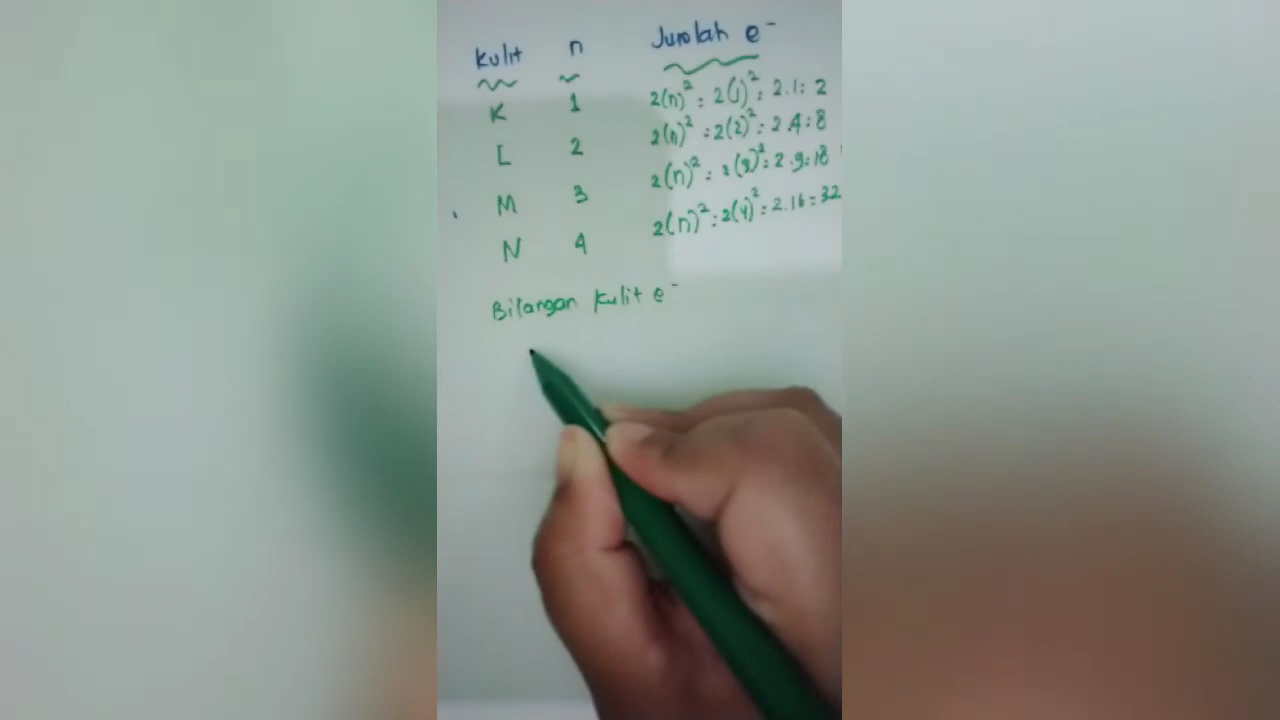 Kulit n Jumlah e⁻
K 1 2(n)² = 2(1)² = 2.1 = 2
L 2 2(n)² = 2(2)² = 2.4 = 8
M 3 2(n)² = 2(3)² = 2.9 = 18
N 4 2(n)² = 2(4)² = 2.16 = 32
Bilangan Kulit e⁻